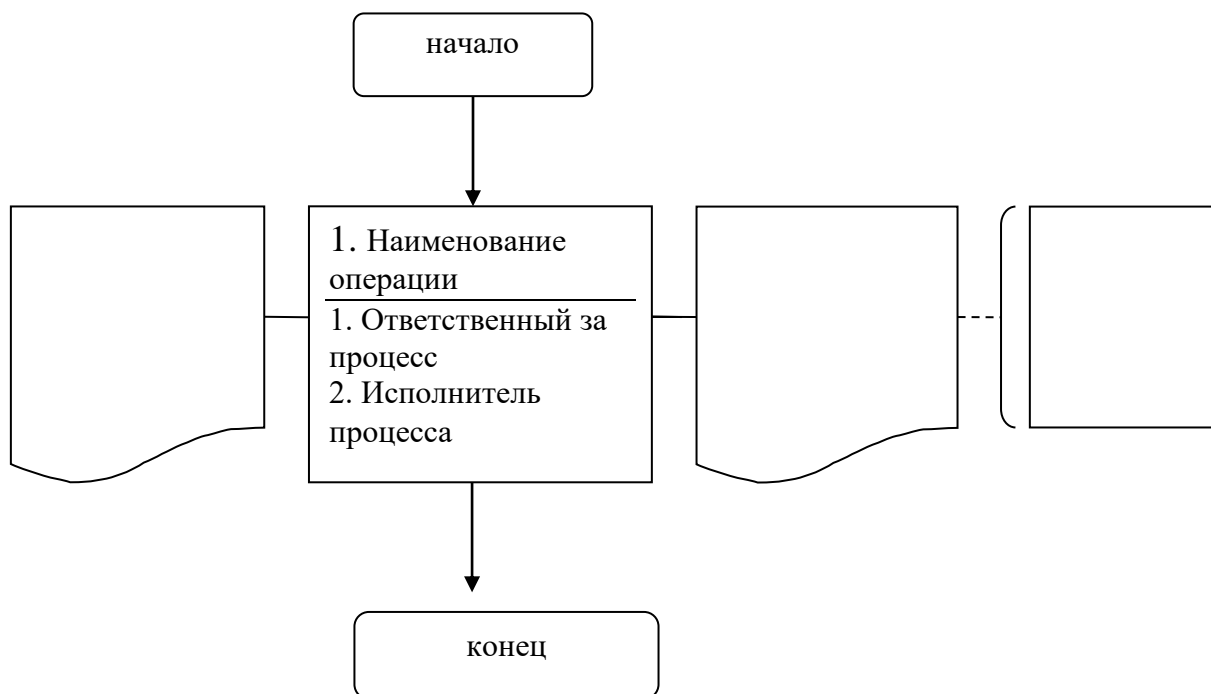 начало
1. Наименование
операции
1. Ответственный за
процесс
2. Исполнитель
процесса
конец